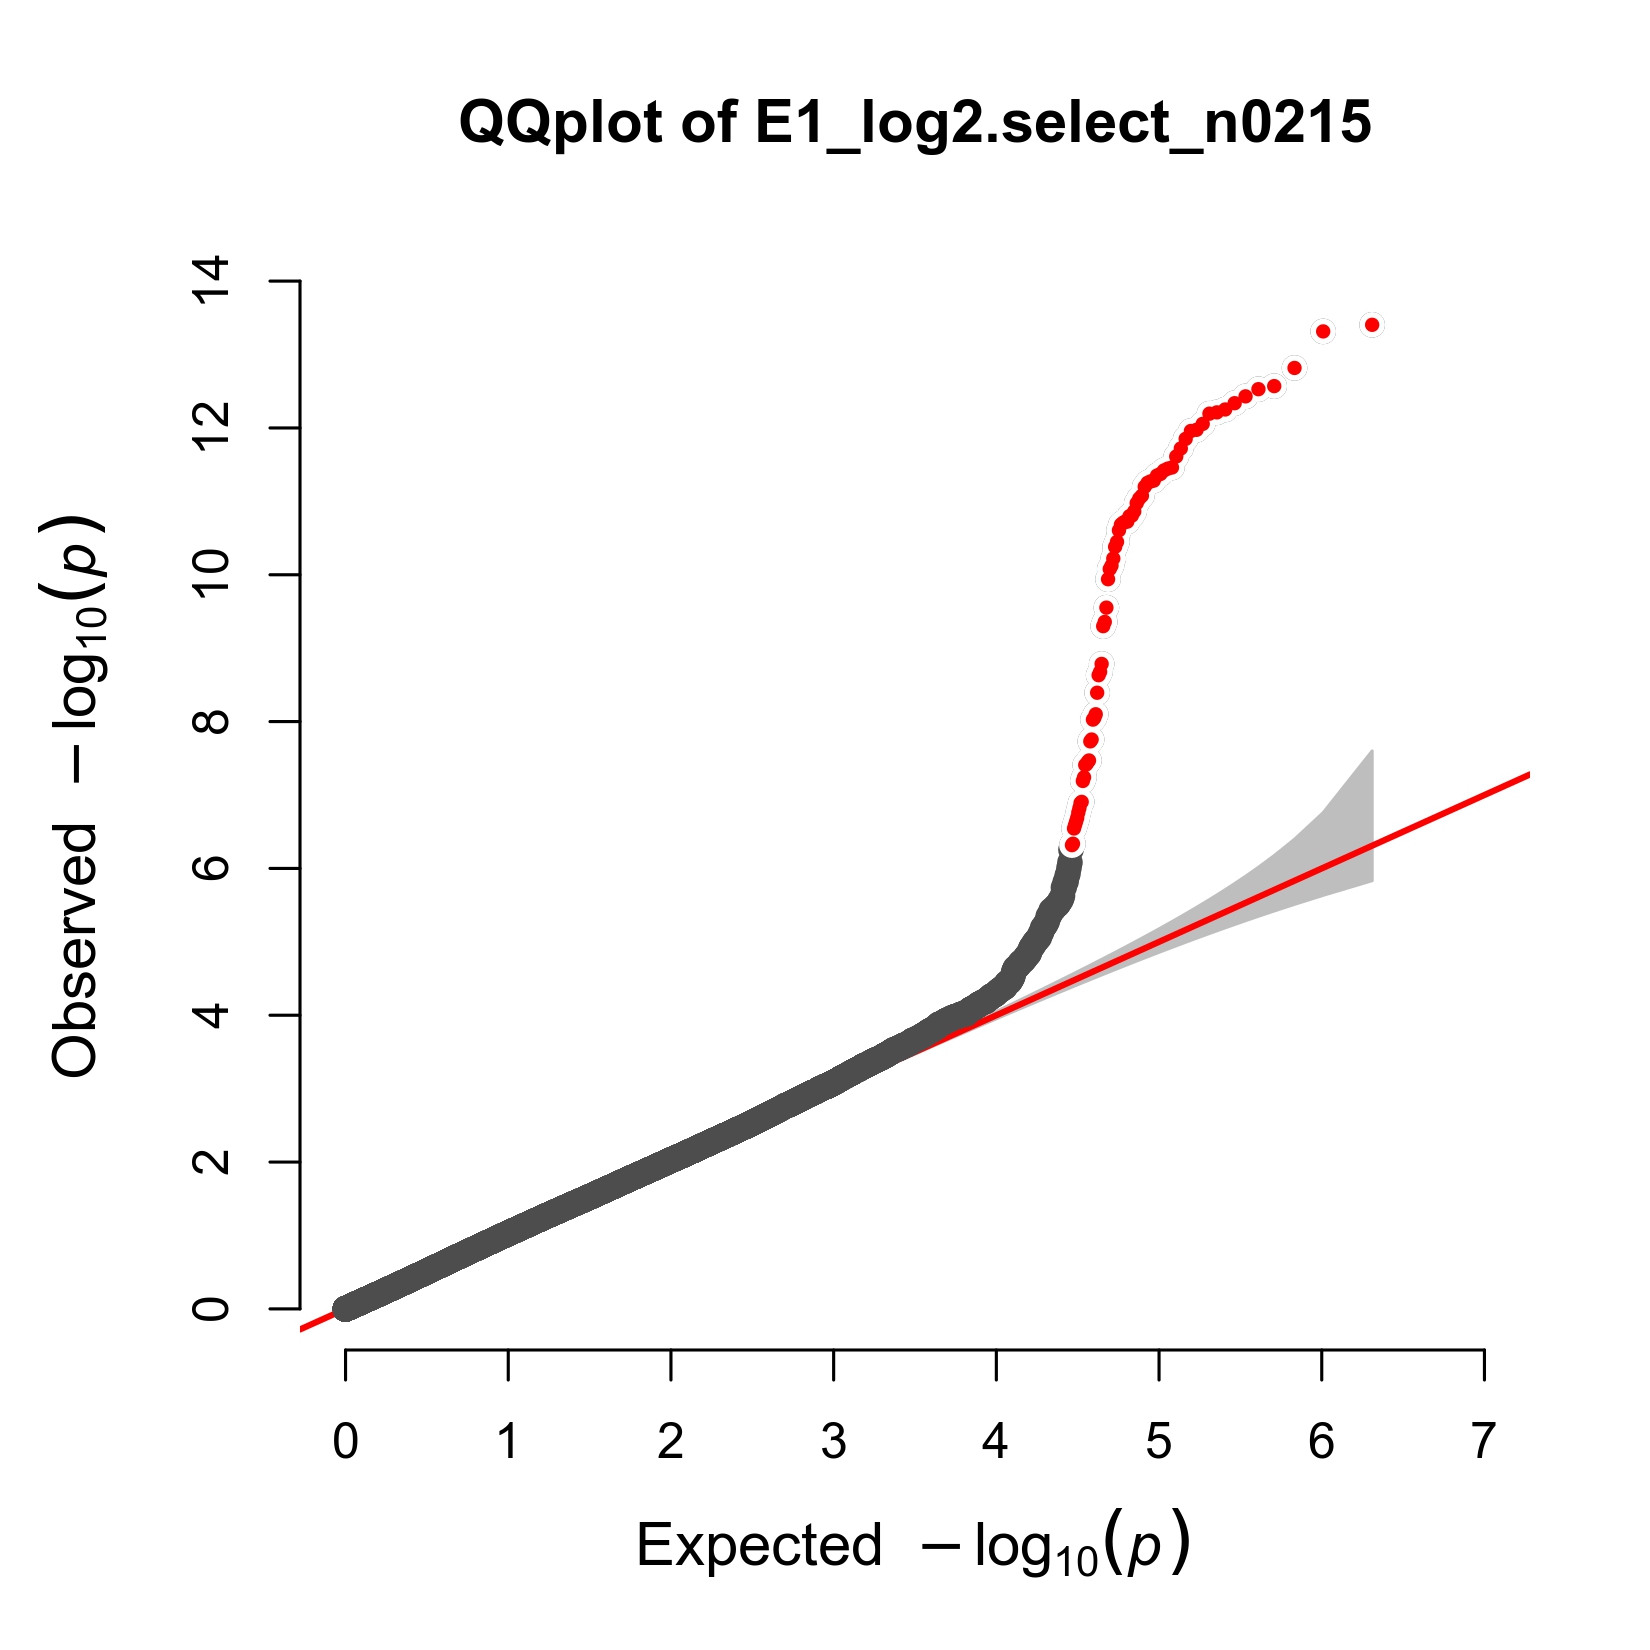 QQplot of E1_log2.select_n0215
Observed −log10(p)
14
12
10
8
6
4
2
0
0 1 2 3 4 5 6 7
Expected −log10(p)